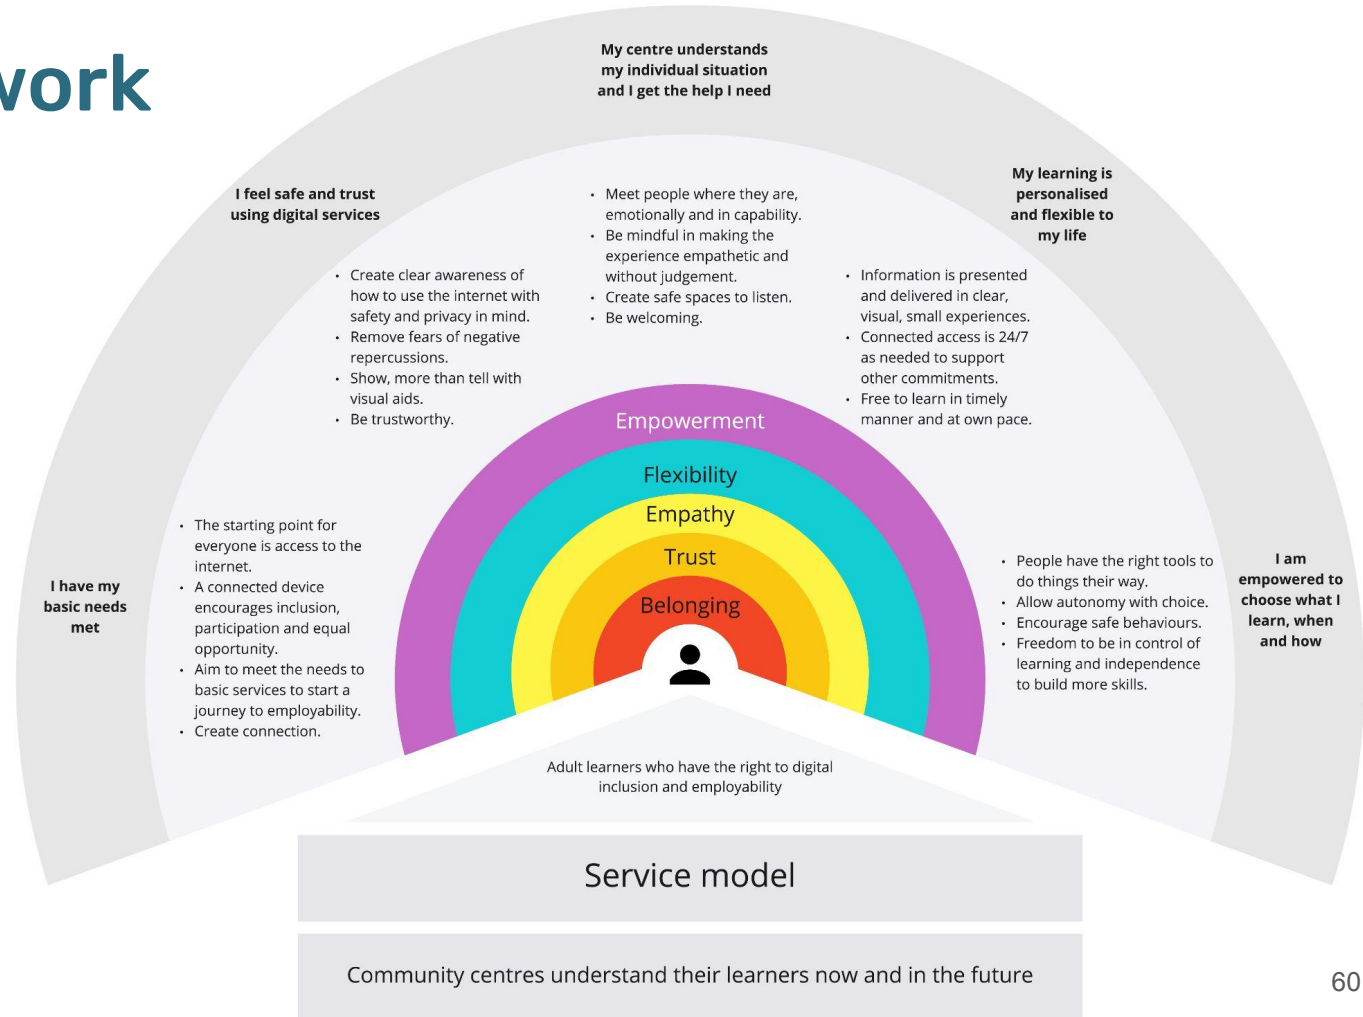 work
My centre understands
my individual situation
and I get the help I need
I feel safe and trust
using digital services
My learning is
personalised
and flexible to
my life
• Meet people where they are,
emotionally and in capability.
• Be mindful in making the
experience empathetic and
without judgement.
• Create safe spaces to listen.
• Be welcoming.
• Create clear awareness of
how to use the internet with
safety and privacy in mind.
• Remove fears of negative
repercussions.
• Show, more than tell with
visual aids.
• Be trustworthy.
• Information is presented
and delivered in clear,
visual, small experiences.
• Connected access is 24/7
as needed to support
other commitments.
• Free to learn in timely
manner and at own pace.
Empowerment
Flexibility
Empathy
Trust
Belonging
I have my
basic needs
met
• The starting point for
everyone is access to the
internet.
• A connected device
encourages inclusion,
participation and equal
opportunity.
• Aim to meet the needs to
basic services to start a
journey to employability.
• Create connection.
• People have the right tools to
do things their way.
• Allow autonomy with choice.
• Encourage safe behaviours.
• Freedom to be in control of
learning and independence
to build more skills.
I am
empowered to
choose what I
learn, when
and how
Adult learners who have the right to digital
inclusion and employability
Service model
Community centres understand their learners now and in the future
60